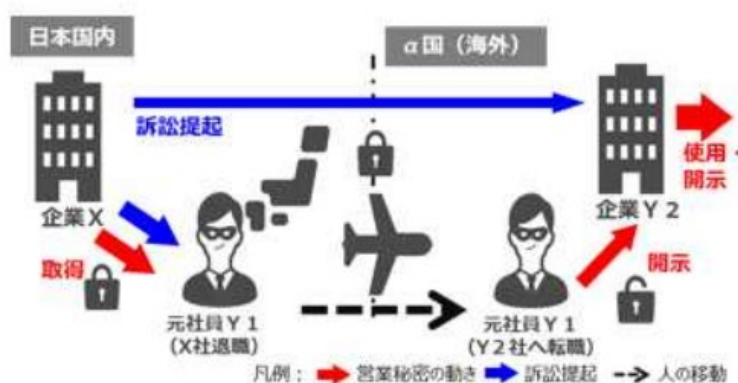 日本国内
α国（海外）
訴訟提起
使用・
開示
企業X
企業Y２
取得
開示
元社員Y１
（X社退職）
元社員Y１
（Y２社へ転職）
凡例： 営業秘密の動き 訴訟提起 人の移動